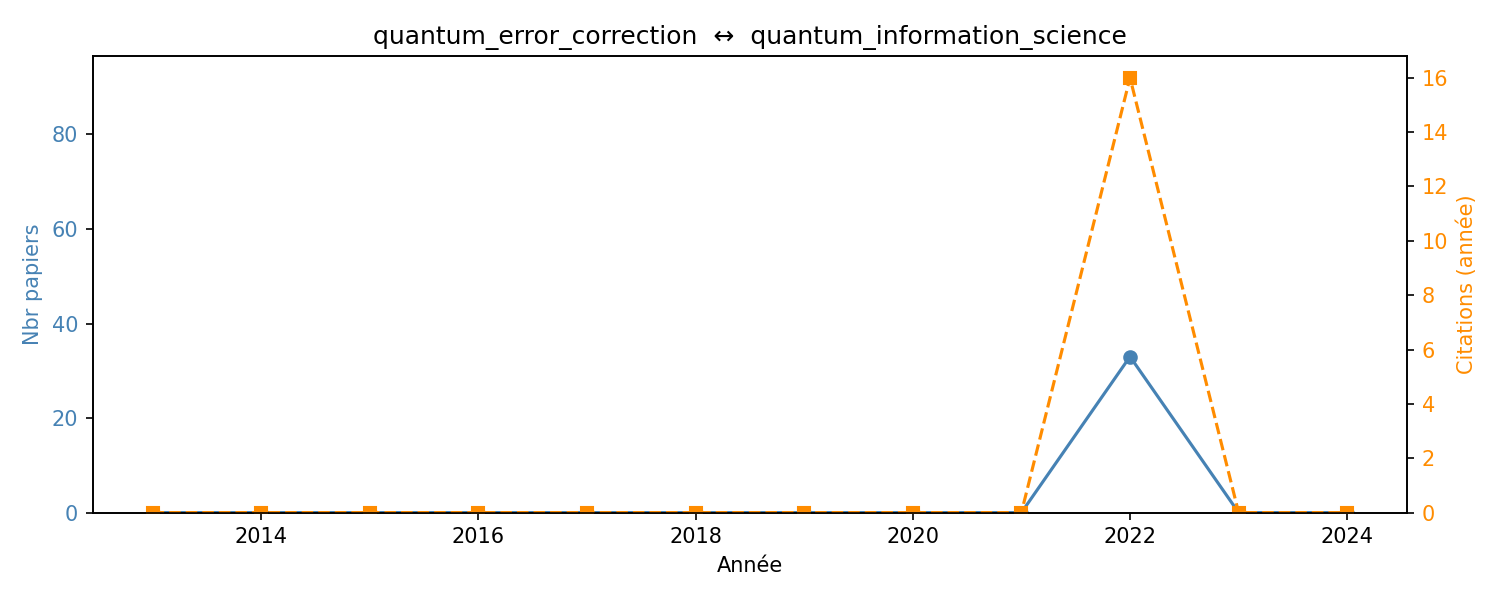 quantum_error_correction ↔ quantum_information_science
Nbr papiers
80
60
40
20
0
16
14
12
10
8
6
4
2
0
Citations (année)
2014 2016 2018 2020 2022 2024
Année